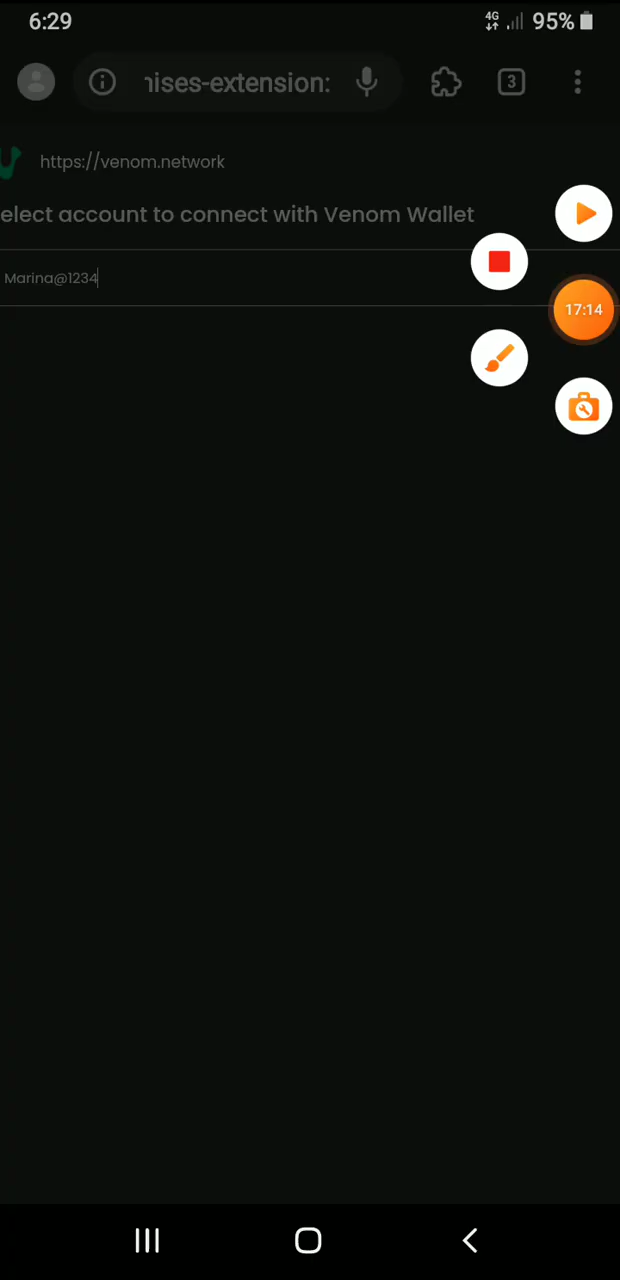 6:29
4G
95%
nises-extension:
3
https://venom.network
elect account to connect with Venom Wallet
Marina@1234
17:14